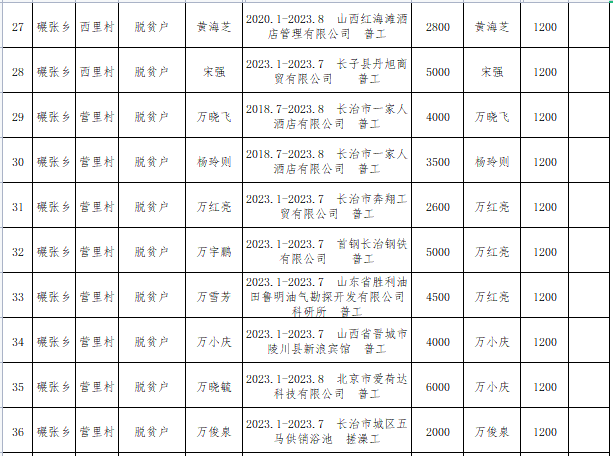 27 碾张乡 西里村 脱贫户 黄海芝 2020.1-2023.8 山西红海滩酒店管理有限公司 普工 2800 黄海芝 1200
28 碾张乡 西里村 脱贫户 宋强 2023.1-2023.7 长子县丹旭商贸有限公司 普工 5000 宋强 1200
29 碾张乡 营里村 脱贫户 万晓飞 2018.7-2023.8 长治市一家人酒店有限公司 普工 4000 万晓飞 1200
30 碾张乡 营里村 脱贫户 杨玲则 2018.7-2023.8 长治市一家人酒店有限公司 普工 3500 杨玲则 1200
31 碾张乡 营里村 脱贫户 万红亮 2023.1-2023.7 长治市奔翔工贸有限公司 普工 2600 万红亮 1200
32 碾张乡 营里村 脱贫户 万宇鹏 2023.1-2023.7 首钢长治钢铁有限公司 普工 5000 万红亮 1200
33 碾张乡 营里村 脱贫户 万雪芳 2023.1-2023.7 山东省胜利油田鲁明油气勘探开发有限公司科研所 普工 4500 万红亮 1200
34 碾张乡 营里村 脱贫户 万小庆 2023.1-2023.7 山西省晋城市陵川县新浪宾馆 普工 4000 万小庆 1200
35 碾张乡 营里村 脱贫户 万晓毓 2023.1-2023.8 北京市爱荷达科技有限公司 普工 6000 万小庆 1200
36 碾张乡 营里村 脱贫户 万俊泉 2023.1-2023.7 长治市城区五马供销浴池 搓澡工 2000 万俊泉 1200